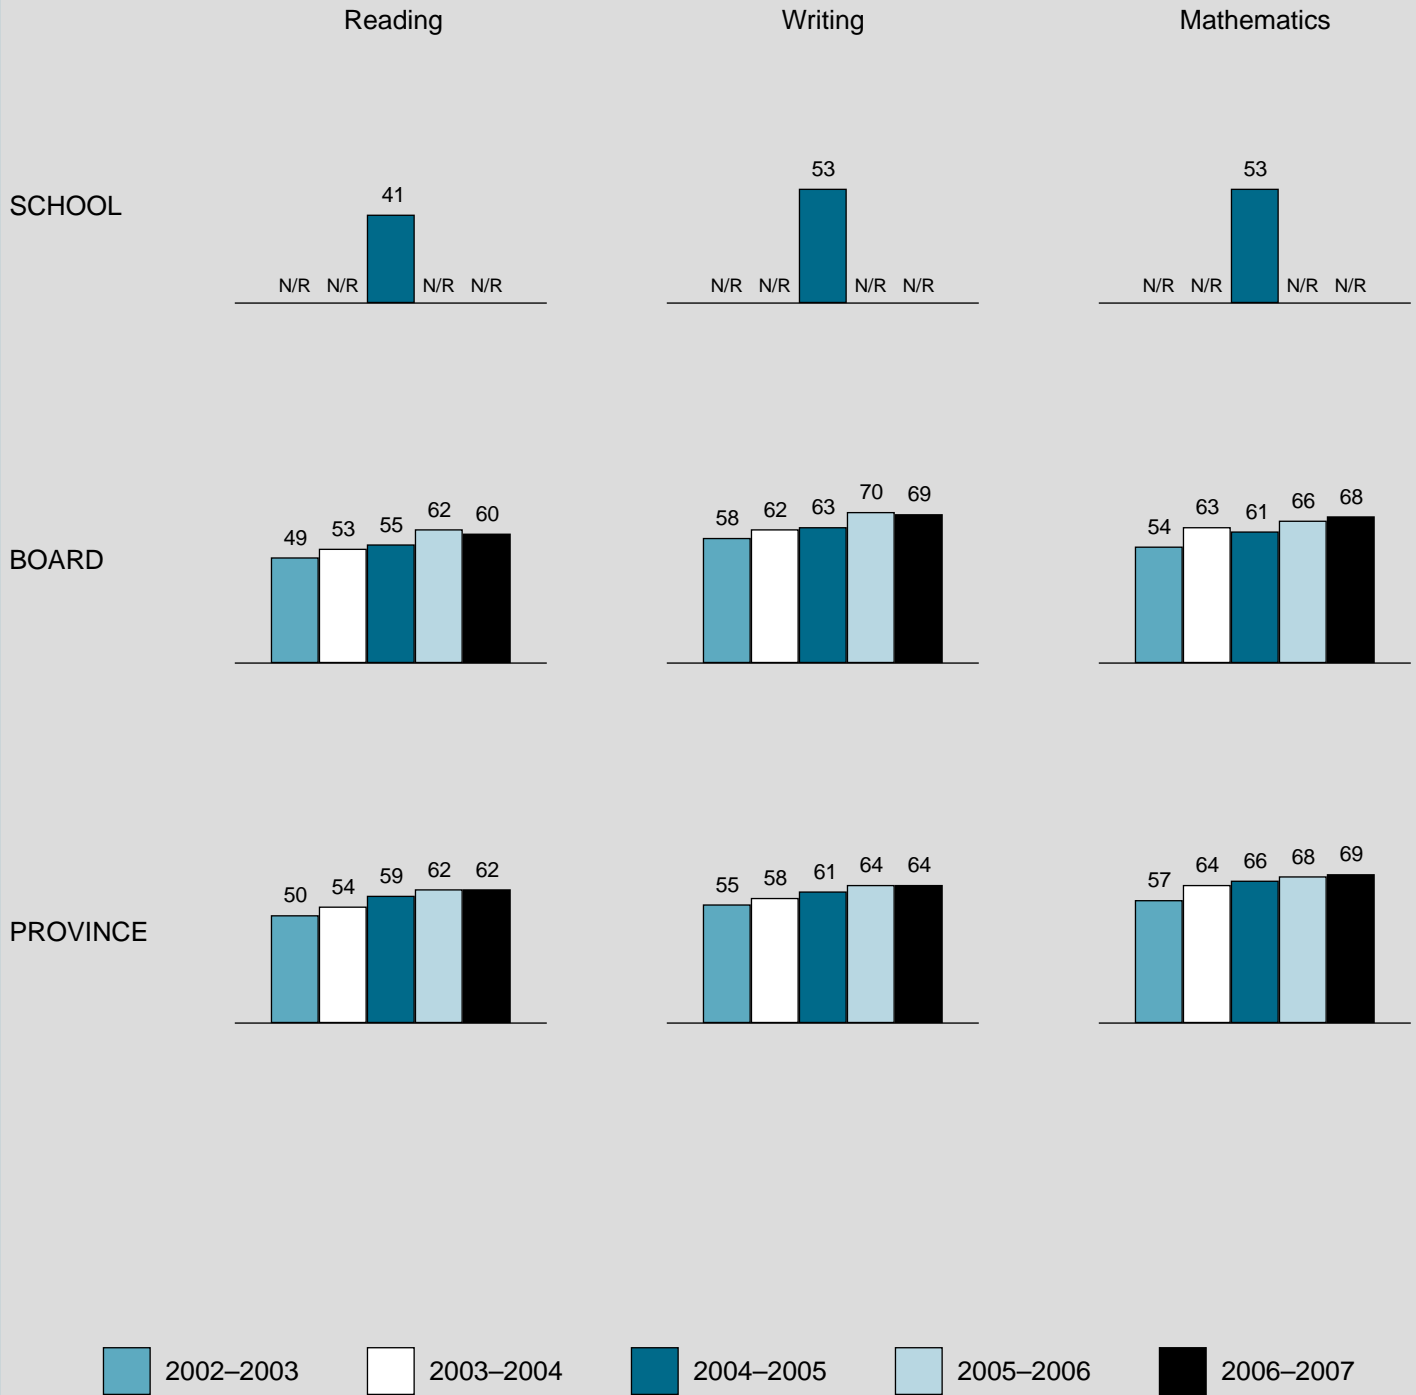 Reading Writing Mathematics
SCHOOL
41 53 53
N/R N/R N/R N/R N/R N/R N/R N/R N/R N/R N/R N/R
BOARD
49 53 55 62 60 58 62 63 70 69 54 63 61 66 68
PROVINCE
50 54 59 62 62 55 58 61 64 64 57 64 66 68 69
2002–2003 2003–2004 2004–2005 2005–2006 2006–2007